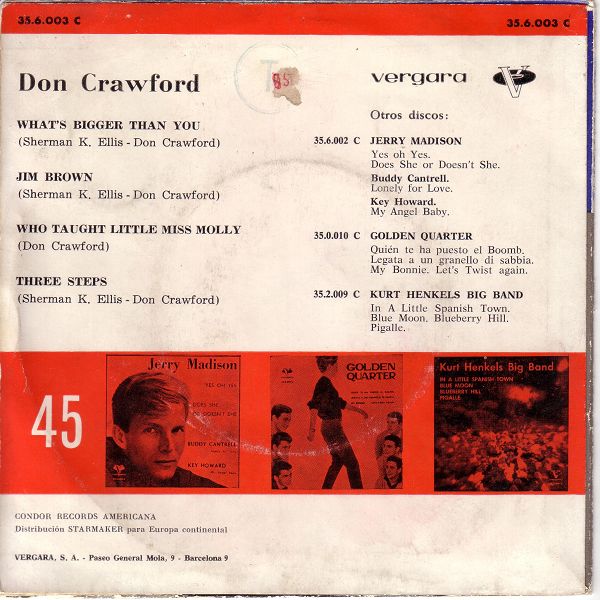 35.6.003 C
35.6.003 C
Don Crawford
WHAT'S BIGGER THAN YOU
(Sherman K. Ellis - Don Crawford)
JIM BROWN
(Sherman K. Ellis - Don Crawford)
WHO TAUGHT LITTLE MISS MOLLY
(Don Crawford)
THREE STEPS
(Sherman K. Ellis - Don Crawford)
vergara
V
Otros discos:
35.6.002 C JERRY MADISON
Yes oh Yes.
Does She or Doesn't She.
Buddy Cantrell.
Lonely for Love.
Key Howard.
My Angel Baby.
35.0.010 C GOLDEN QUARTER
Quién te ha puesto el Boomb.
Legata a un granello di sabbia.
My Bonnie. Let's Twist again.
35.2.009 C KURT HENKELS BIG BAND
In A Little Spanish Town.
Blue Moon. Blueberry Hill.
Pigalle.
45
Jerry Madison
YES OH YES
DOES SHE
OR DOESN'T SHE
BUDDY CANTRELL
KEY HOWARD
GOLDEN
QUARTER
Kurt Henkels Big Band
IN A LITTLE SPANISH TOWN
BLUE MOON
BLUEBERRY HILL
PIGALLE
CONDOR RECORDS AMERICANA
Distribución STARMAKER para Europa continental
VERGARA, S. A. - Paseo General Mola, 9 - Barcelona 9